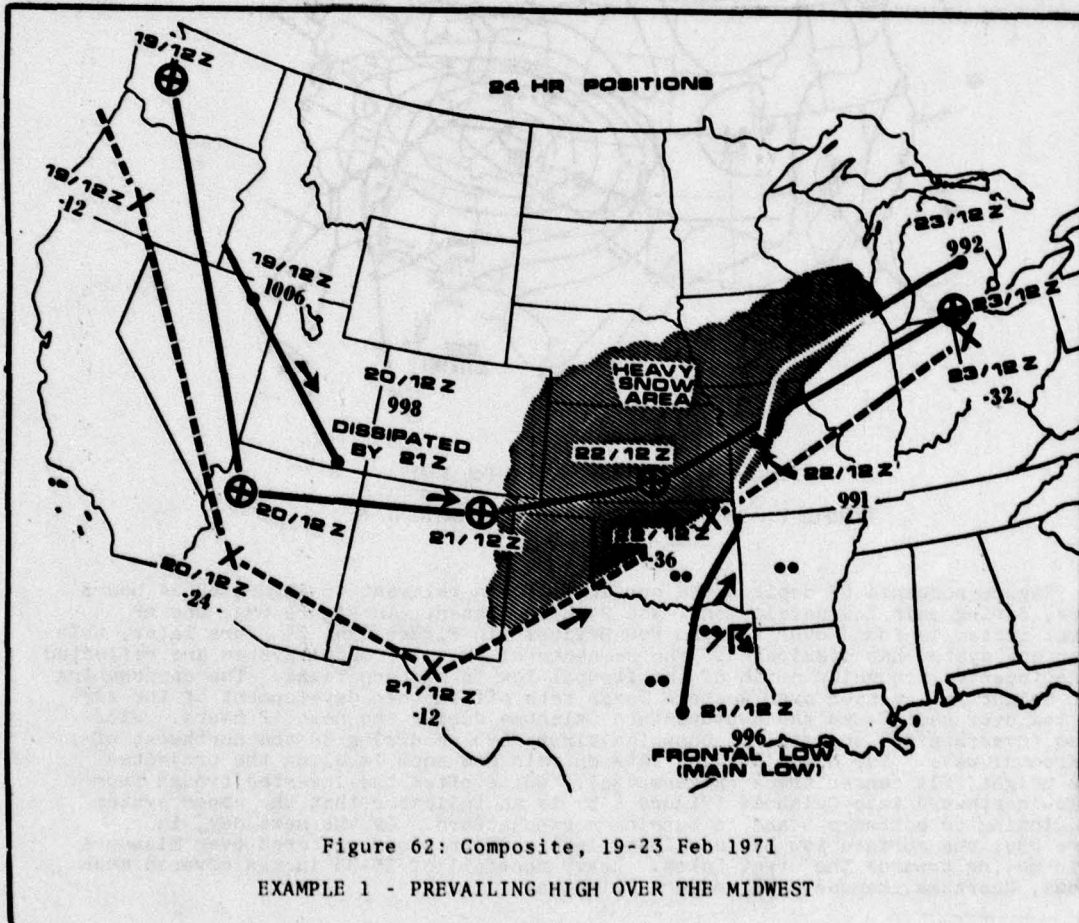 24 HR POSITIONS
19/12 Z
19/12 Z
-12
19/12 Z
1006
20/12 Z
998
DISSIPATED
BY 21 Z
HEAVY
SNOW
AREA
23/12 Z
992
23/12 Z
23/12 Z
-32
22/12 Z
22/12 Z
991
20/12 Z
21/12 Z
22/12 Z
-36
20/12 Z
-24
21/12 Z
-12
21/12 Z
996
FRONTAL LOW
(MAIN LOW)
Figure 62: Composite, 19-23 Feb 1971
EXAMPLE 1 - PREVAILING HIGH OVER THE MIDWEST